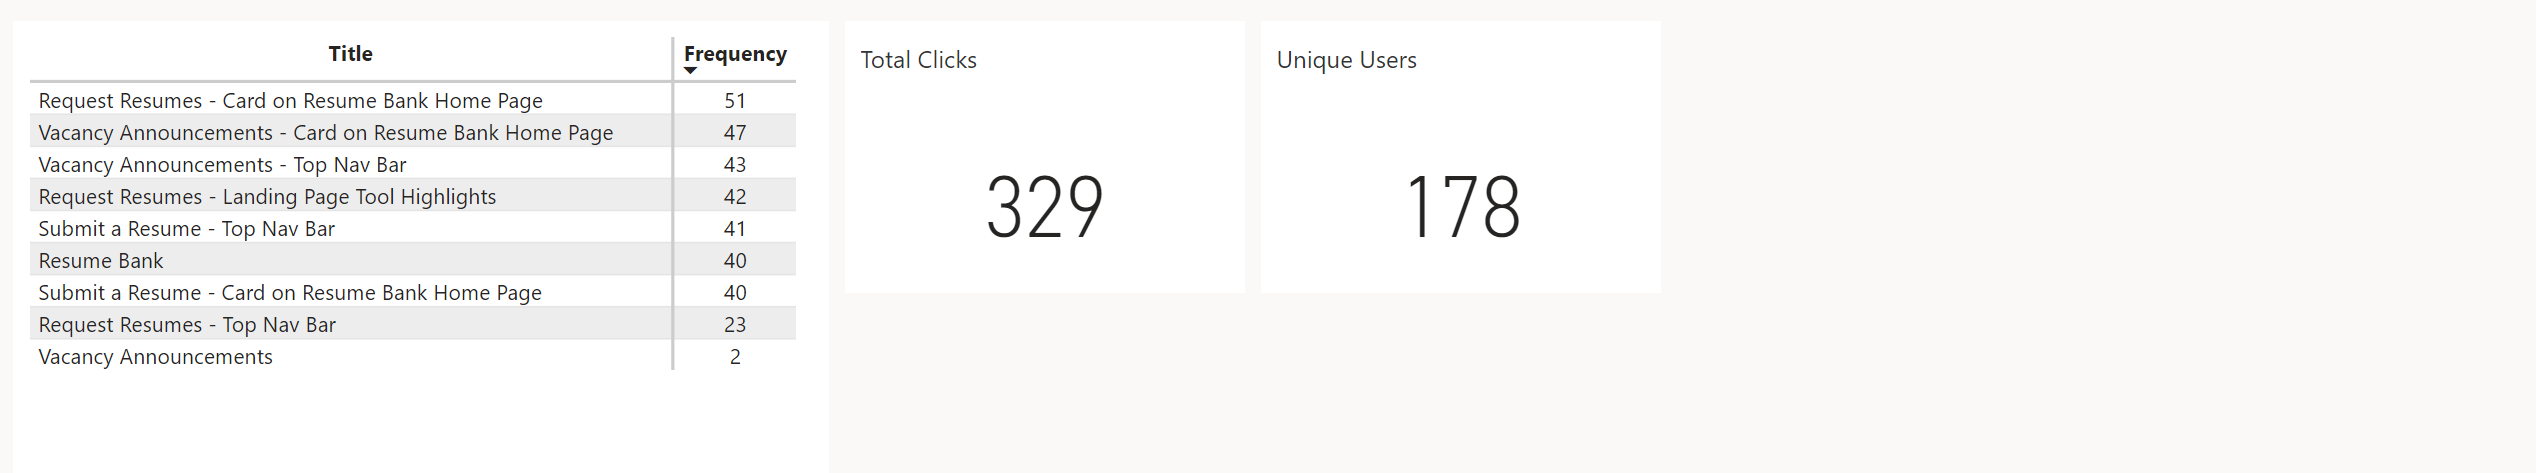 Title Frequency
Request Resumes - Card on Resume Bank Home Page 51
Vacancy Announcements - Card on Resume Bank Home Page 47
Vacancy Announcements - Top Nav Bar 43
Request Resumes - Landing Page Tool Highlights 42
Submit a Resume - Top Nav Bar 41
Resume Bank 40
Submit a Resume - Card on Resume Bank Home Page 40
Request Resumes - Top Nav Bar 23
Vacancy Announcements 2
Total Clicks
329
Unique Users
178